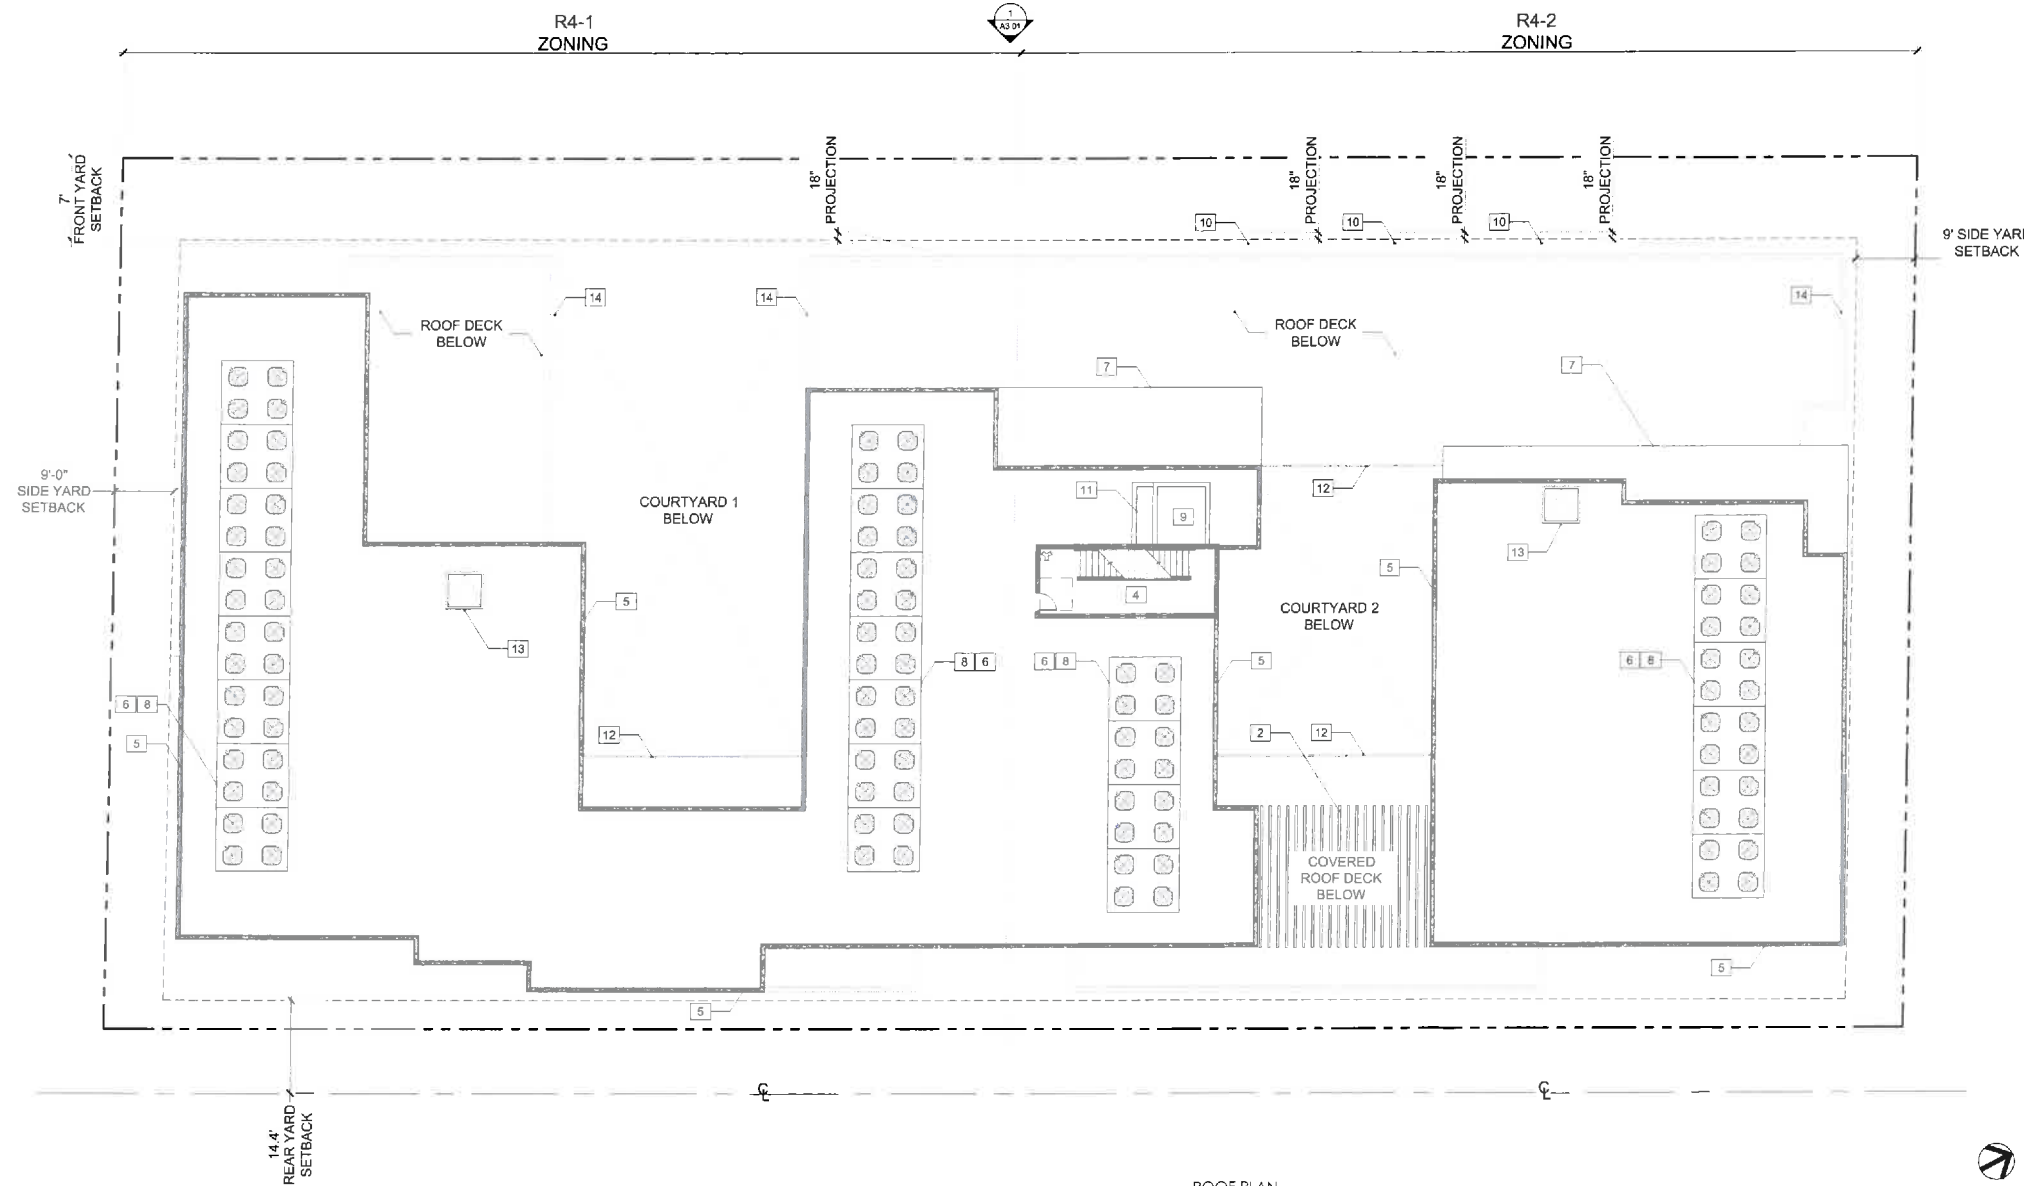 R4-1
ZONING
1
A3.01
R4-2
ZONING
7'
FRONT YARD
SETBACK
18"
PROJECTION
18"
PROJECTION
18"
PROJECTION
18"
PROJECTION
10
10
10
9' SIDE YARD
SETBACK
14
14
14
ROOF DECK
BELOW
ROOF DECK
BELOW
7
7
9'-0"
SIDE YARD
SETBACK
COURTYARD 1
BELOW
11
9
12
13
5
4
5
COURTYARD 2
BELOW
13
8 6
6 8
5
6 8
6 8
5
12
2
12
COVERED
ROOF DECK
BELOW
5
5
CL
CL
14.4'
REAR YARD
SETBACK
ROOF PLAN